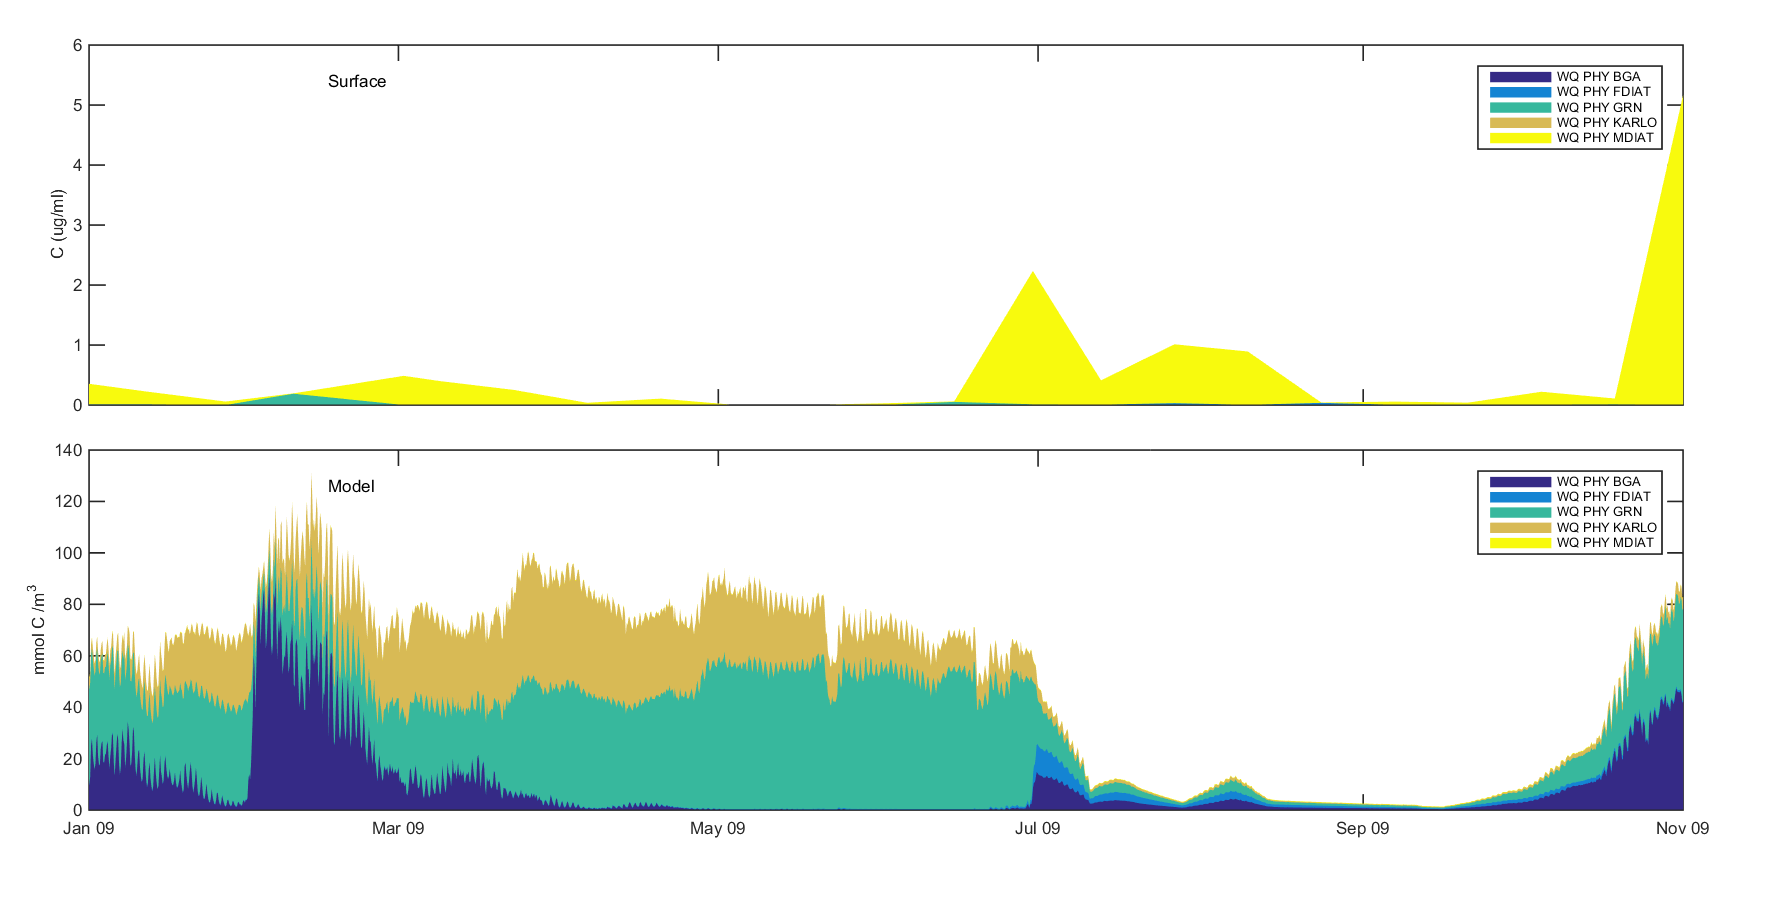 6
Surface
5
4
3
2
1
0
C (ug/ml)
WQ PHY BGA
WQ PHY FDIAT
WQ PHY GRN
WQ PHY KARLO
WQ PHY MDIAT
140
Model
120
100
80
60
40
20
0
mmol C /m³
WQ PHY BGA
WQ PHY FDIAT
WQ PHY GRN
WQ PHY KARLO
WQ PHY MDIAT
Jan 09 Mar 09 May 09 Jul 09 Sep 09 Nov 09